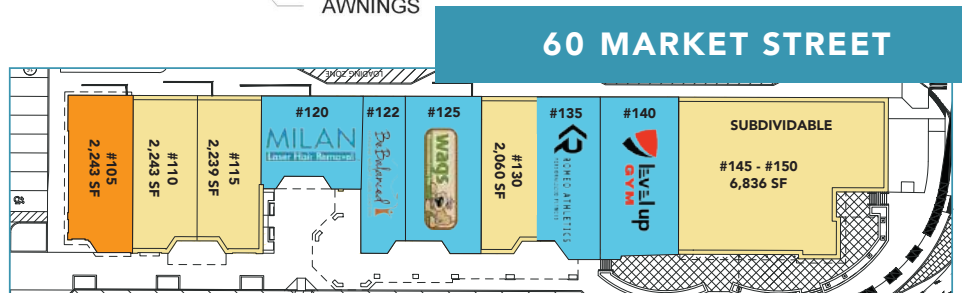 AWNINGS
60 MARKET STREET
LOADING ZONE
#105
2,243 SF
#110
2,243 SF
#115
2,239 SF
#120
MILAN
Laser Hair Removal
#122
BeBalanced
#125
wags
#130
2,060 SF
#135
ROMEO ATHLETICS
#140
level up
GYM
SUBDIVIDABLE
#145 - #150
6,836 SF